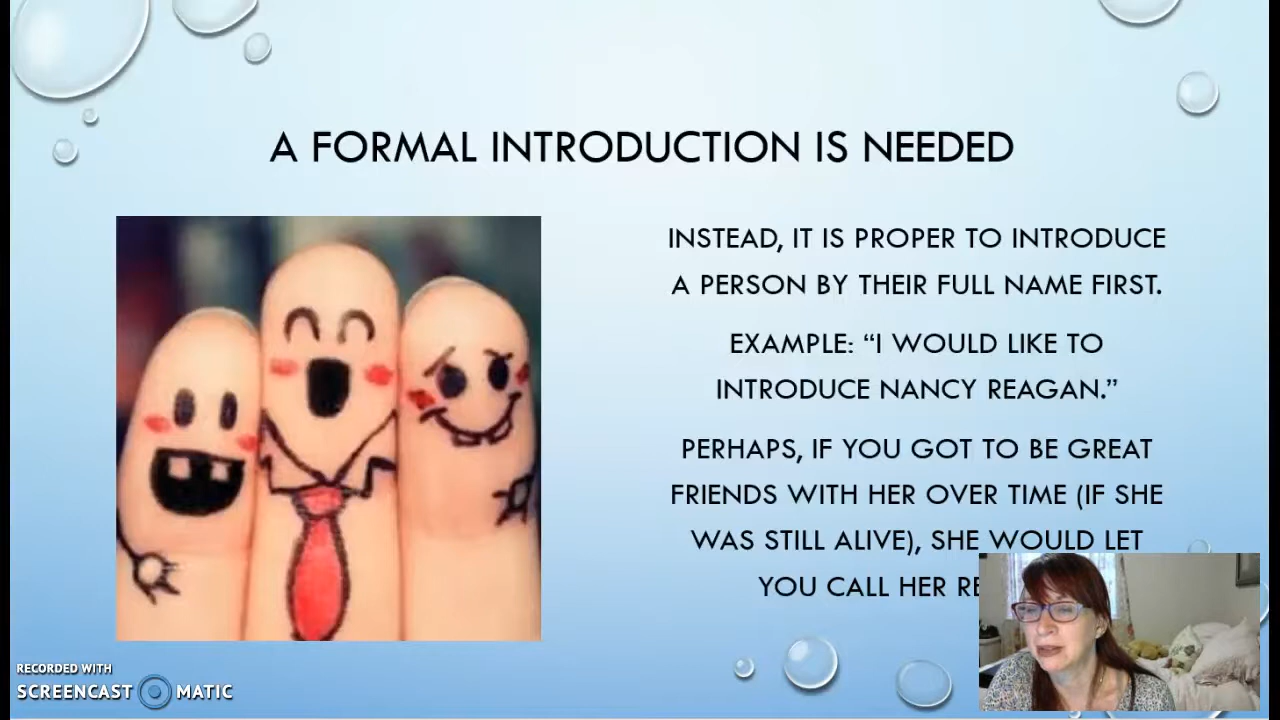 A FORMAL INTRODUCTION IS NEEDED
INSTEAD, IT IS PROPER TO INTRODUCE
A PERSON BY THEIR FULL NAME FIRST.
EXAMPLE: “I WOULD LIKE TO
INTRODUCE NANCY REAGAN.”
PERHAPS, IF YOU GOT TO BE GREAT
FRIENDS WITH HER OVER TIME (IF SHE
WAS STILL ALIVE), SHE WOULD LET
YOU CALL HER
RECORDED WITH
SCREENCAST MATIC